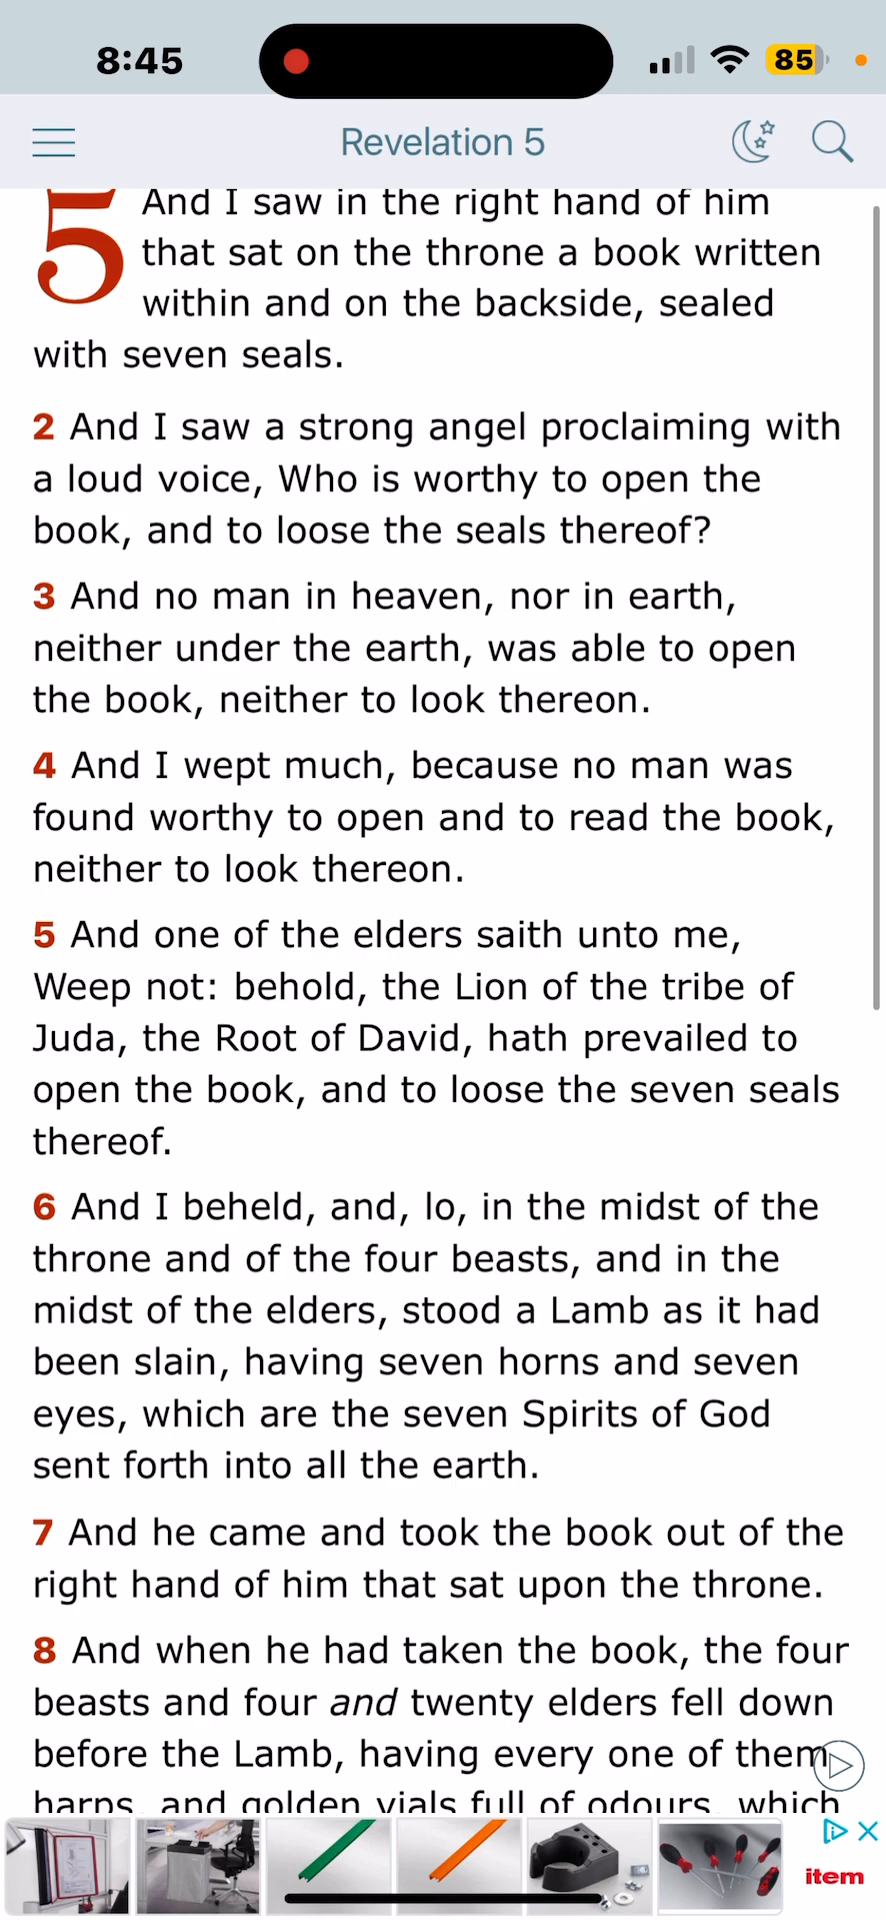 8:45
85
Revelation 5
5 And I saw in the right hand of him
that sat on the throne a book written
within and on the backside, sealed
with seven seals.
2 And I saw a strong angel proclaiming with
a loud voice, Who is worthy to open the
book, and to loose the seals thereof?
3 And no man in heaven, nor in earth,
neither under the earth, was able to open
the book, neither to look thereon.
4 And I wept much, because no man was
found worthy to open and to read the book,
neither to look thereon.
5 And one of the elders saith unto me,
Weep not: behold, the Lion of the tribe of
Juda, the Root of David, hath prevailed to
open the book, and to loose the seven seals
thereof.
6 And I beheld, and, lo, in the midst of the
throne and of the four beasts, and in the
midst of the elders, stood a Lamb as it had
been slain, having seven horns and seven
eyes, which are the seven Spirits of God
sent forth into all the earth.
7 And he came and took the book out of the
right hand of him that sat upon the throne.
8 And when he had taken the book, the four
beasts and four and twenty elders fell down
before the Lamb, having every one of them
harps, and golden vials full of odours, which
item